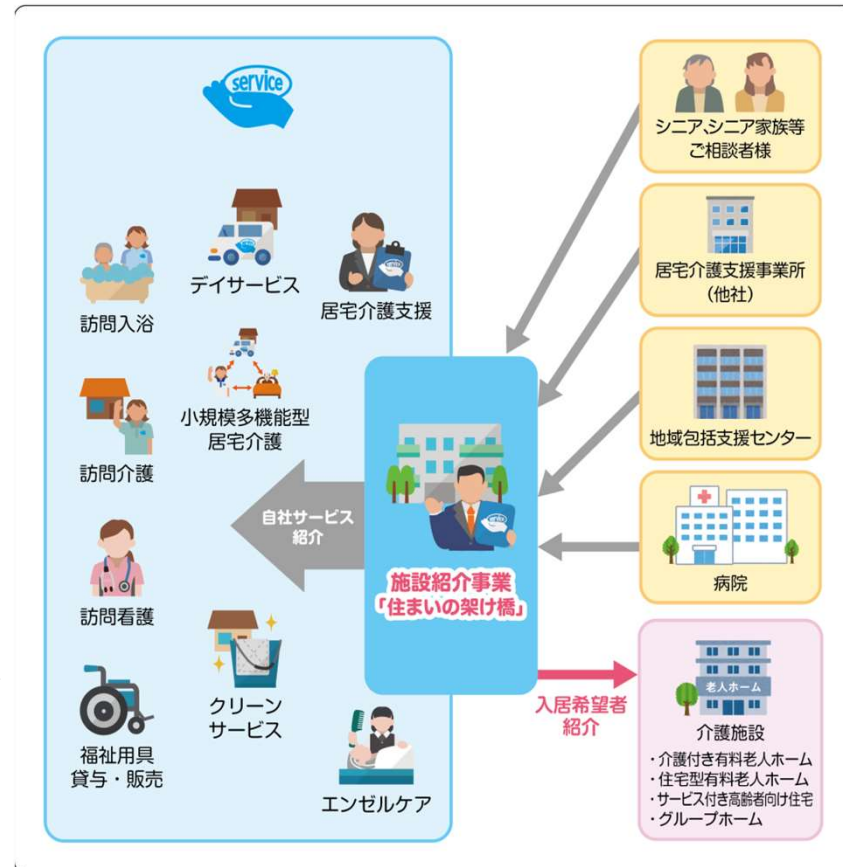 service
訪問入浴
デイサービス
居宅介護支援
訪問介護
小規模多機能型
居宅介護
訪問看護
クリーン
サービス
福祉用具
貸与・販売
エンゼルケア
自社サービス
紹介
service
施設紹介事業
「住まいの架け橋」
シニア、シニア家族等
ご相談者様
居宅介護支援事業所
(他社)
地域包括支援センター
病院
入居希望者
紹介
老人ホーム
介護施設
・介護付き有料老人ホーム
・住宅型有料老人ホーム
・サービス付き高齢者向け住宅
・グループホーム